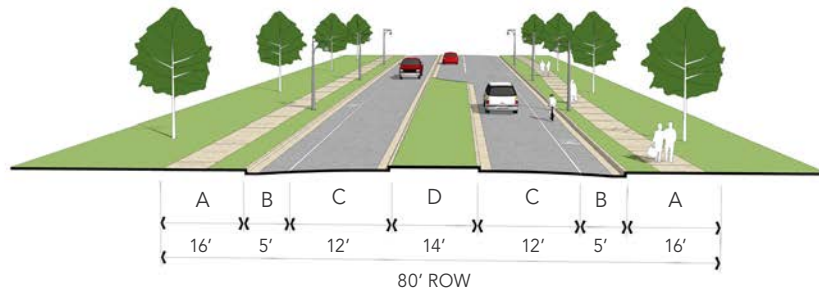 A B C D C B A
16′ 5′ 12′ 14′ 12′ 5′ 16′
80′ ROW